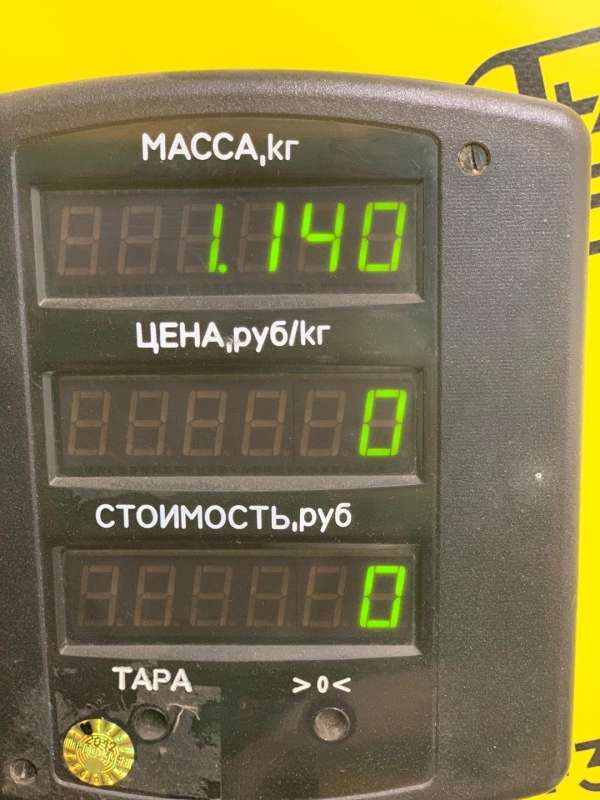 МАССА,кг
1.140
ЦЕНА,руб/кг
0
СТОИМОСТЬ,руб
0
ТАРА >0<